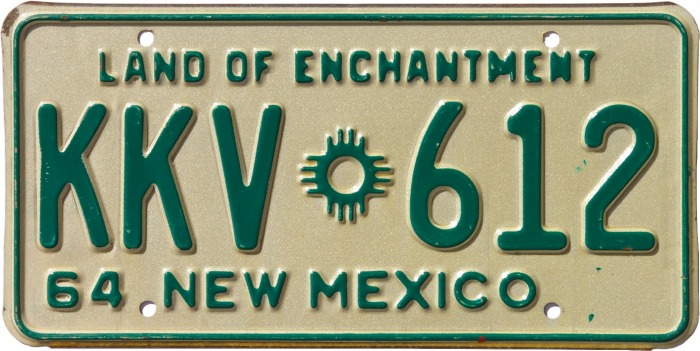 LAND OF ENCHANTMENT
KKV 612
64 NEW MEXICO